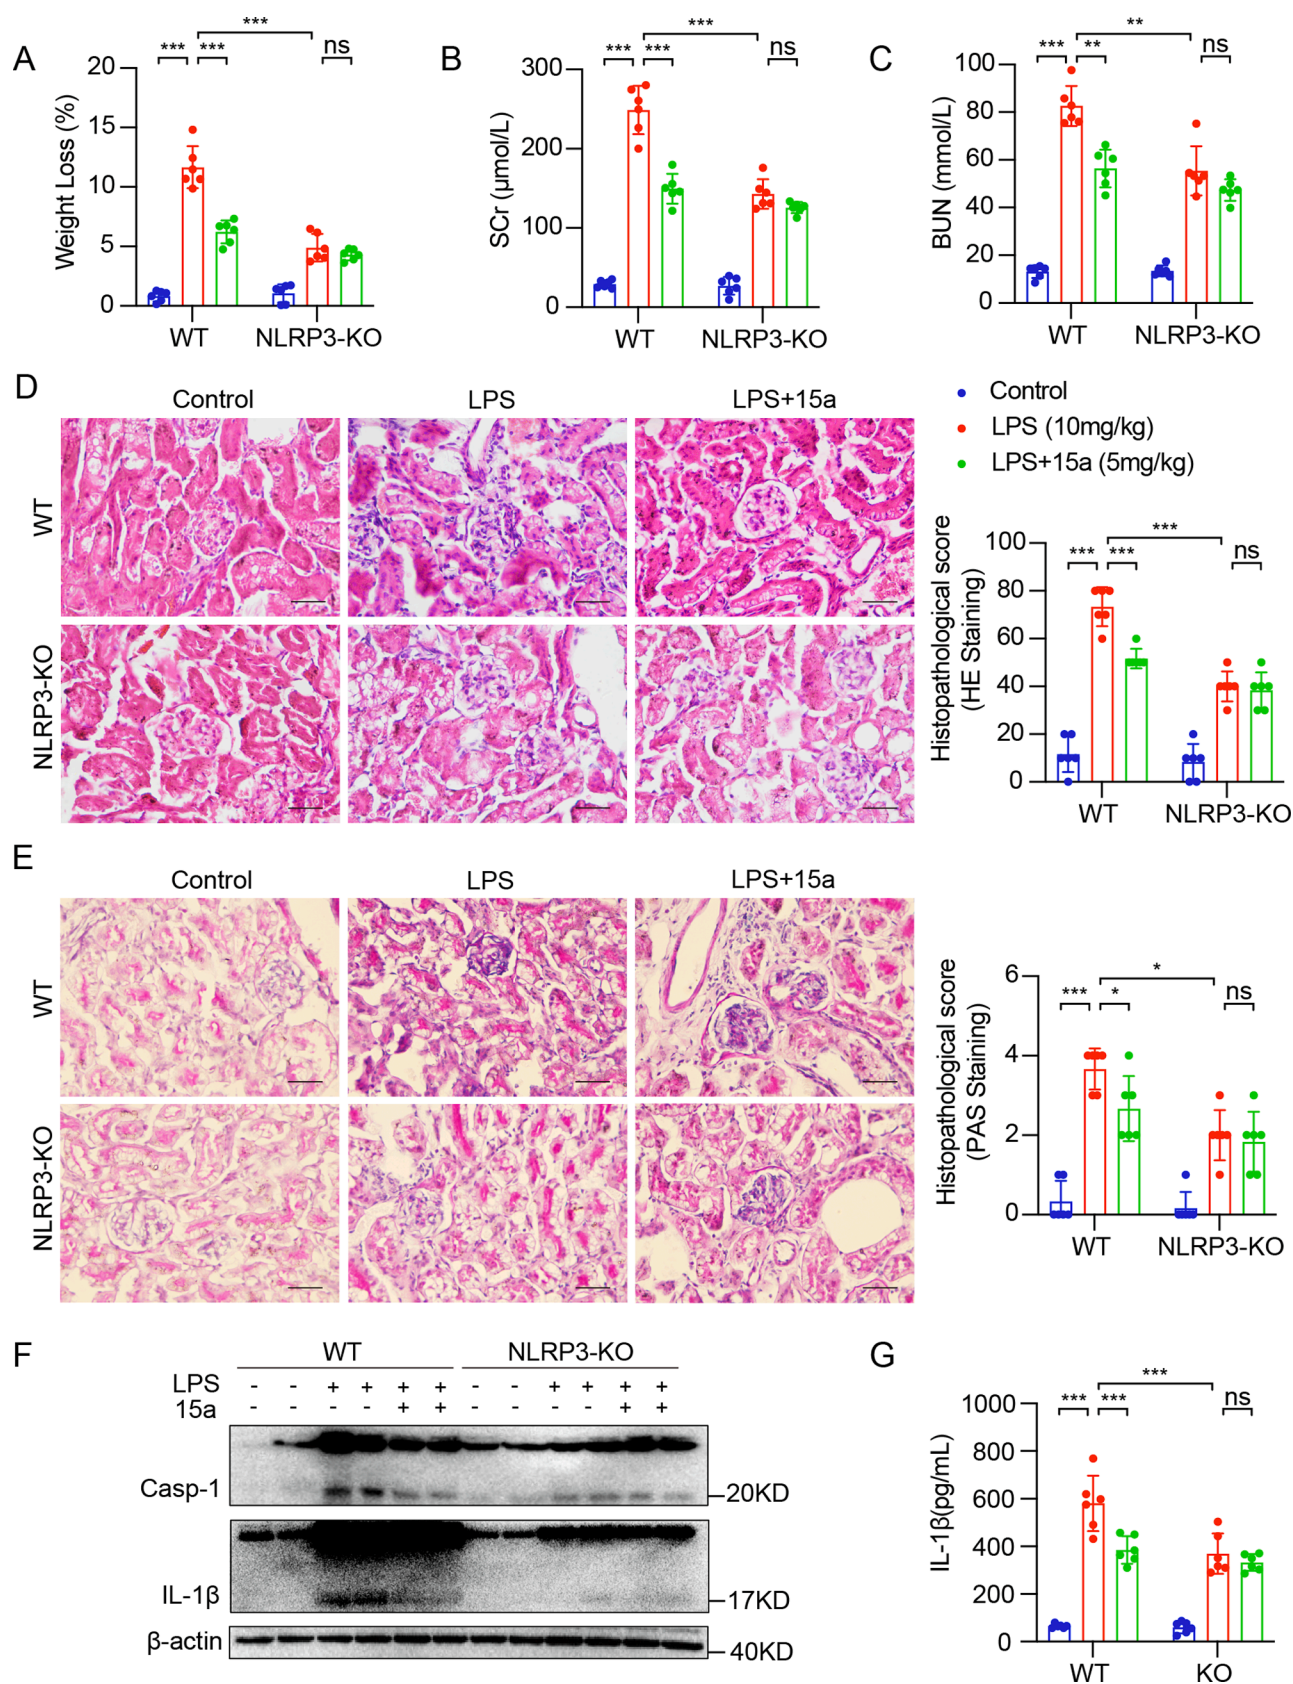 A
Weight Loss (%)
20
15
10
5
0
***
***
***
ns
WT
NLRP3-KO
B
SCr (μmol/L)
300
200
100
0
***
***
***
ns
WT
NLRP3-KO
C
BUN (mmol/L)
100
80
60
40
20
0
**
***
**
ns
WT
NLRP3-KO
D
Control
LPS
LPS+15a
WT
NLRP3-KO
Control
LPS (10mg/kg)
LPS+15a (5mg/kg)
Histopathological score
(HE Staining)
100
80
60
40
20
0
***
***
***
ns
WT
NLRP3-KO
E
Control
LPS
LPS+15a
WT
NLRP3-KO
Histopathological score
(PAS Staining)
6
4
2
0
*
***
*
ns
WT
NLRP3-KO
F
WT
NLRP3-KO
LPS - - + + + + - - + + + +
15a - - - - + + - - - - + +
Casp-1
20KD
IL-1β
17KD
β-actin
40KD
G
IL-1β(pg/mL)
1000
800
600
400
200
0
***
***
***
ns
WT
KO